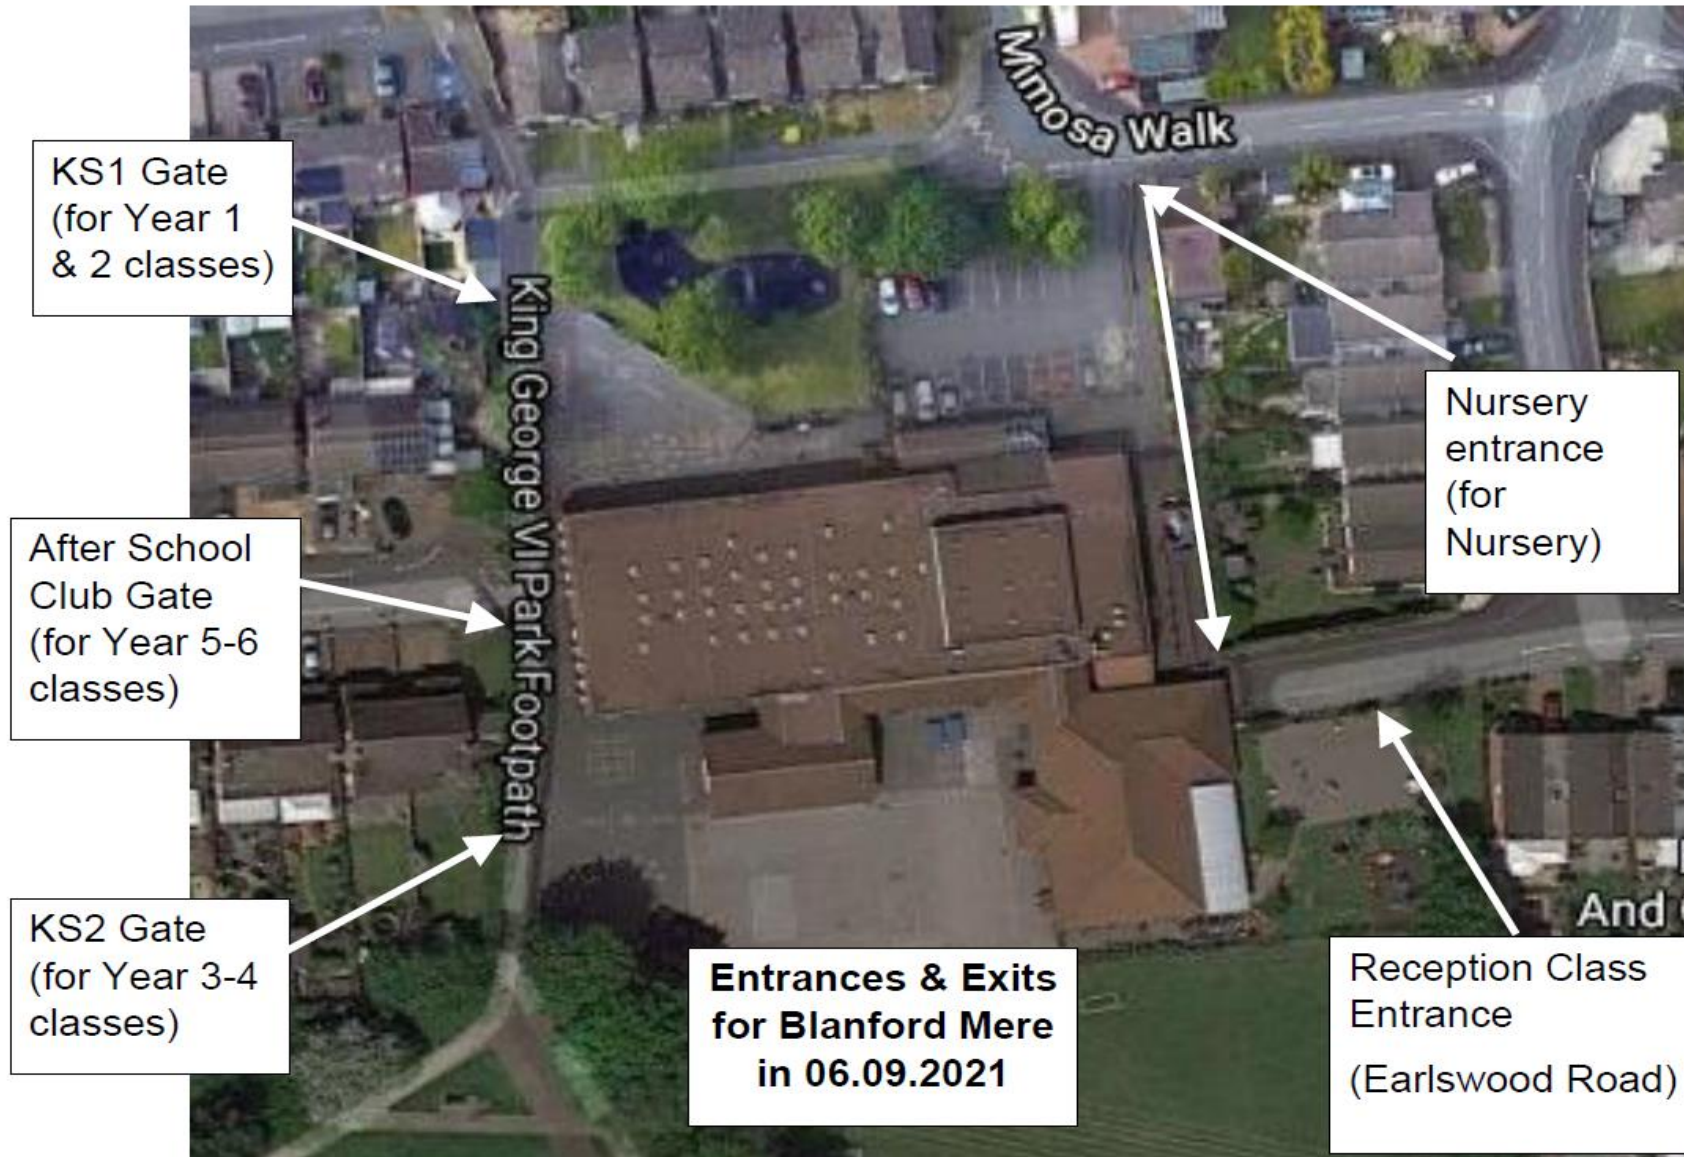 Mimosa Walk
KS1 Gate
(for Year 1
& 2 classes)
King George VI Park Footpath
Nursery
entrance
(for
Nursery)
After School
Club Gate
(for Year 5-6
classes)
KS2 Gate
(for Year 3-4
classes)
Entrances & Exits
for Blanford Mere
in 06.09.2021
And
Reception Class
Entrance
(Earlswood Road)